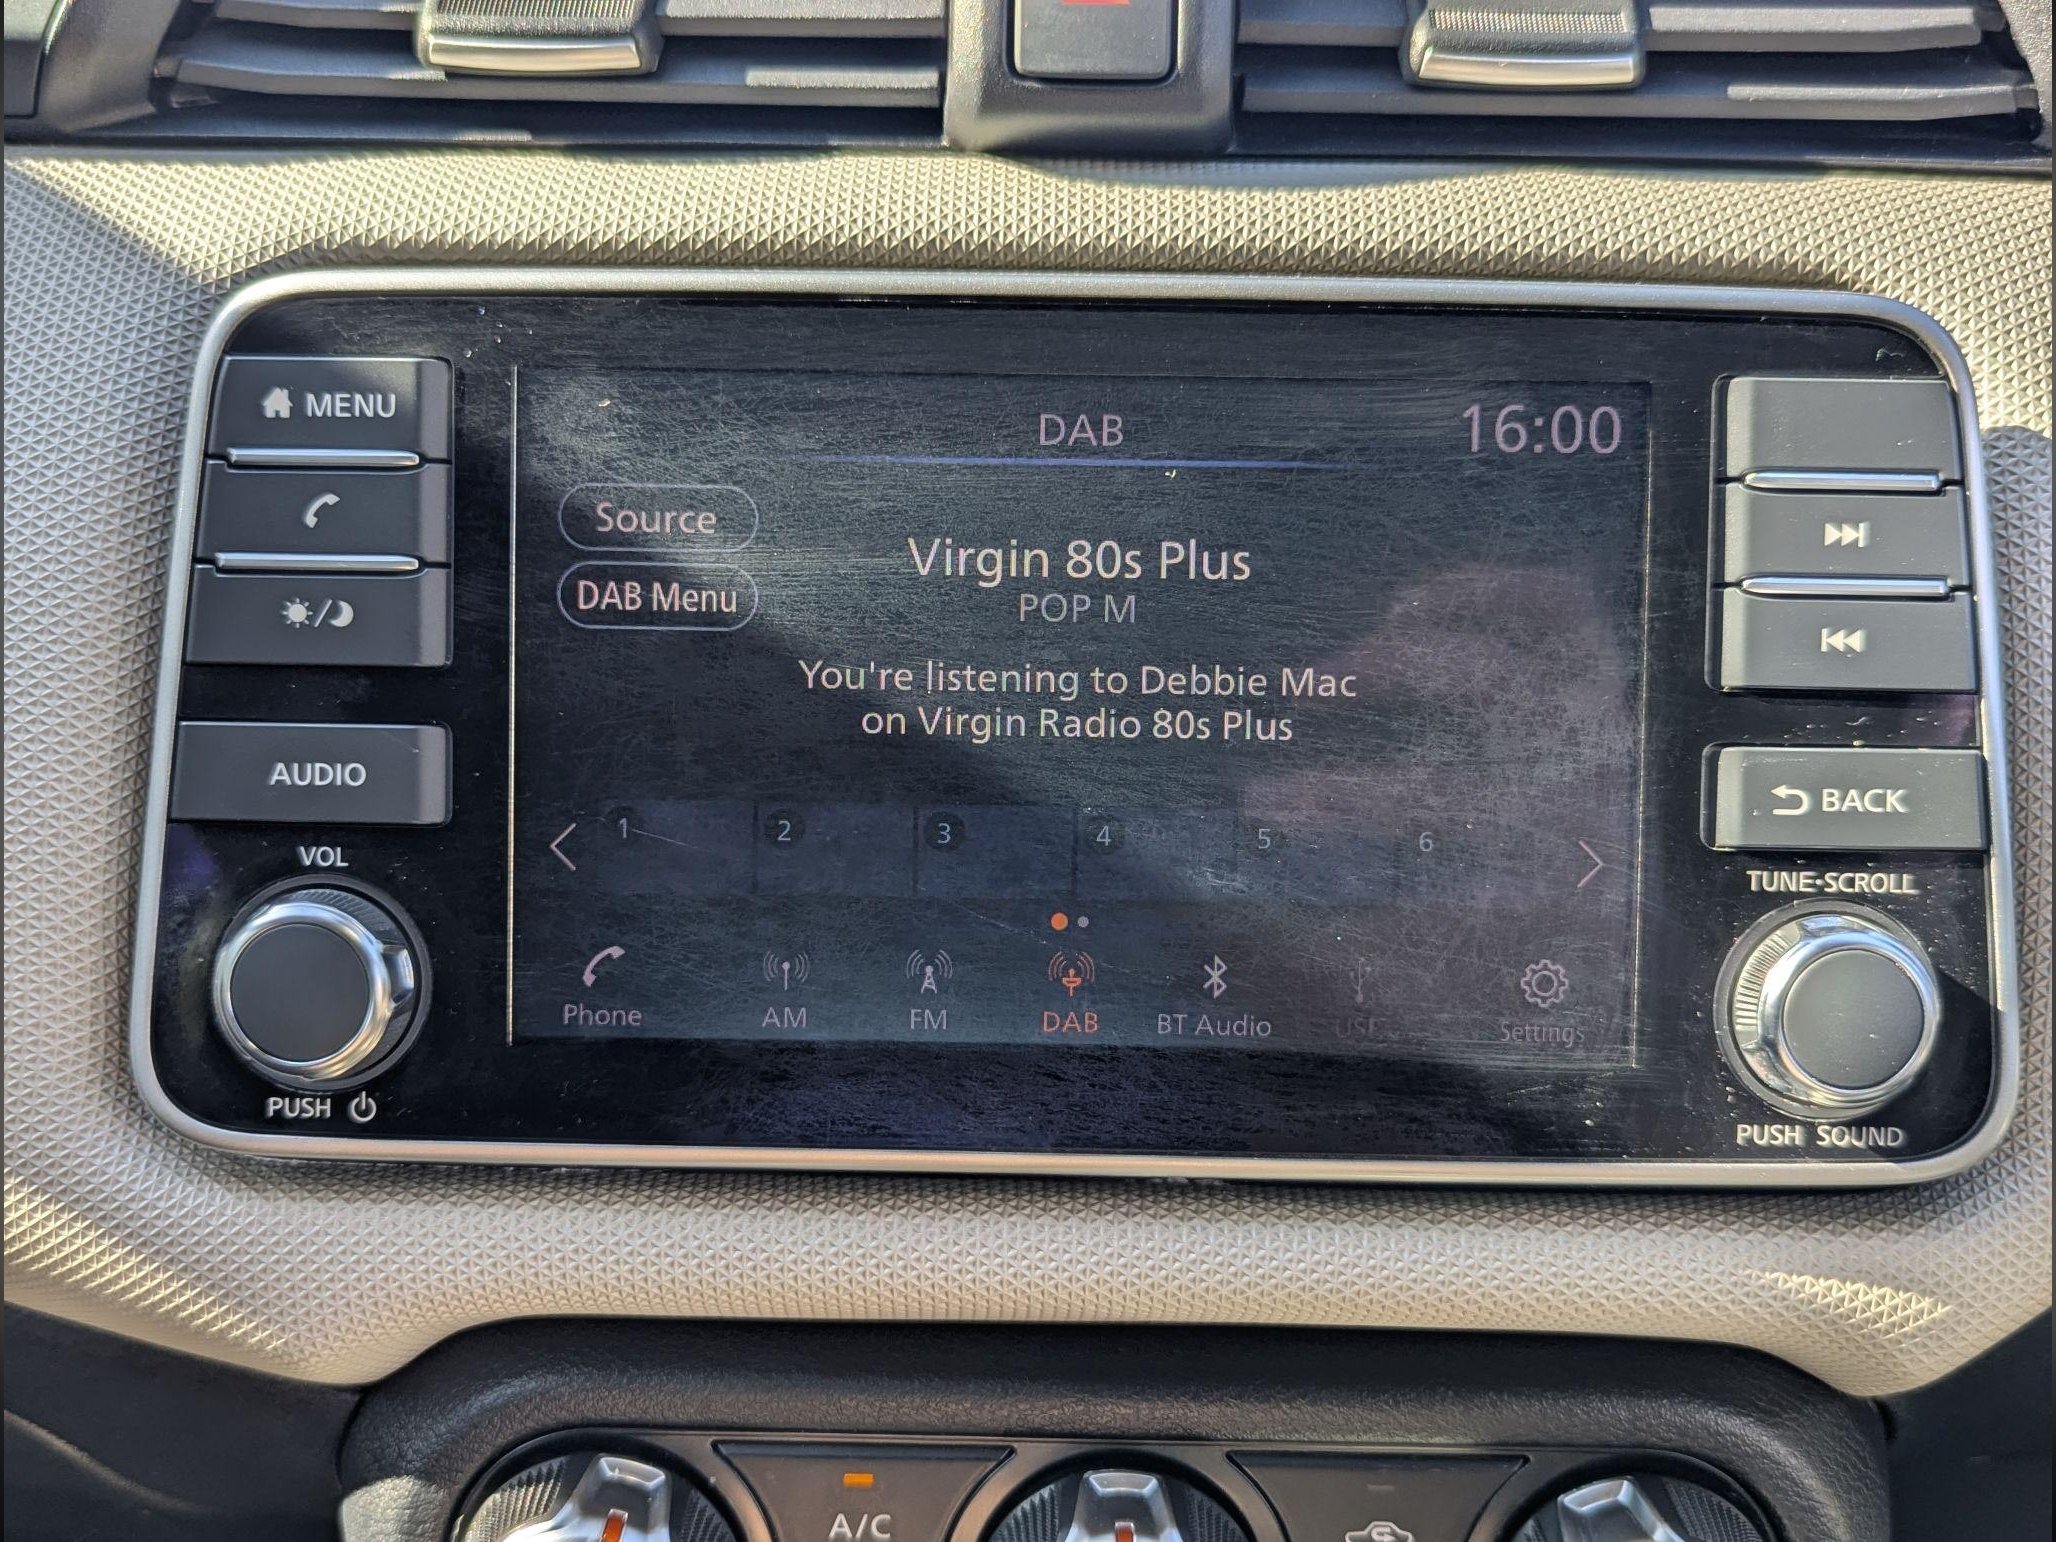 MENU
AUDIO
VOL
PUSH
DAB
16:00
Source
DAB Menu
Virgin 80s Plus
POP M
You're listening to Debbie Mac
on Virgin Radio 80s Plus
1 2 3 4 5 6
Phone AM FM DAB BT Audio USB Settings
BACK
TUNE•SCROLL
PUSH SOUND
A/C